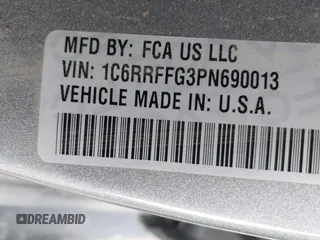 MFD BY: FCA US LLC
VIN: 1C6RRFFG3PN690013
VEHICLE MADE IN: U.S.A.
DREAMBID